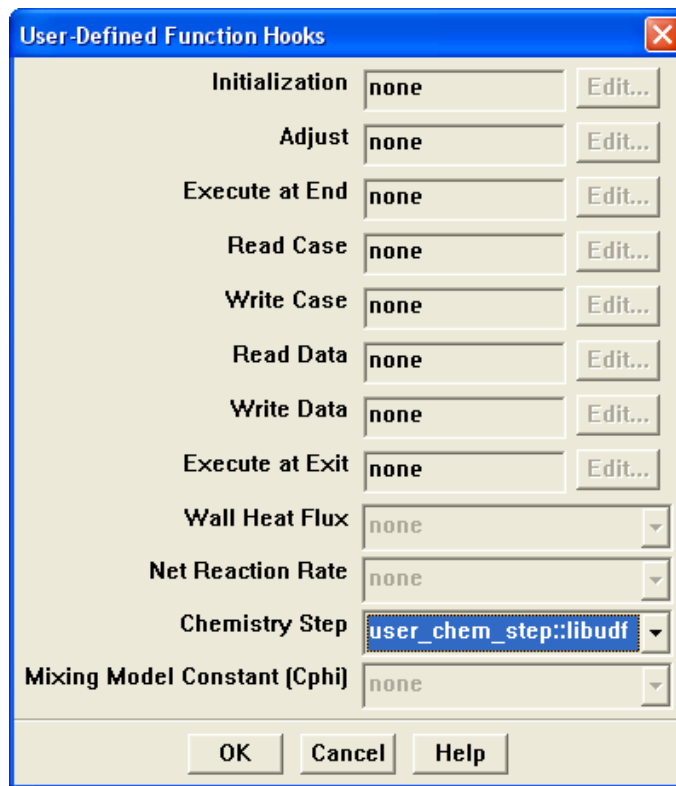 User-Defined Function Hooks
Initialization none Edit...
Adjust none Edit...
Execute at End none Edit...
Read Case none Edit...
Write Case none Edit...
Read Data none Edit...
Write Data none Edit...
Execute at Exit none Edit...
Wall Heat Flux none
Net Reaction Rate none
Chemistry Step user_chem_step::libudf
Mixing Model Constant (Cphi) none
OK Cancel Help